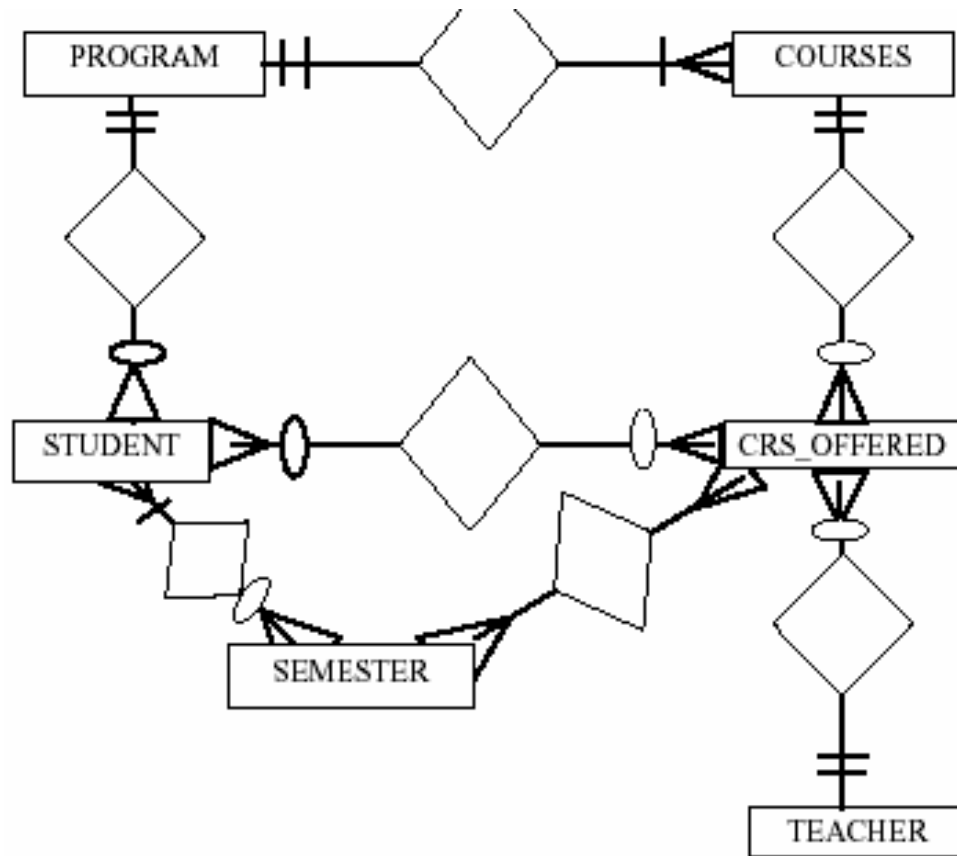 PROGRAM
COURSES
STUDENT
CRS_OFFERED
SEMESTER
TEACHER